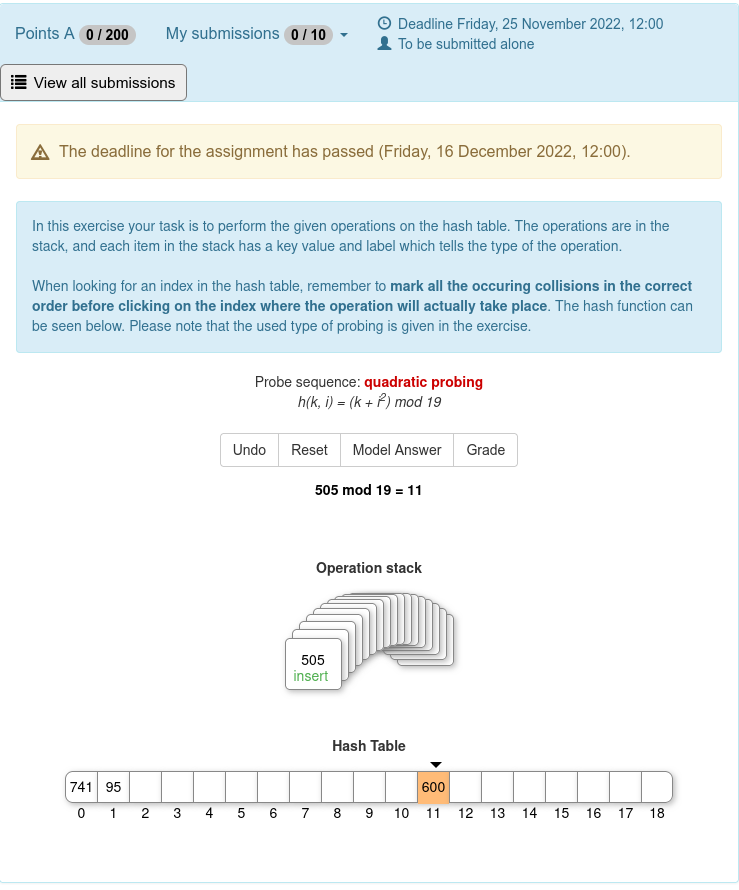 Points A 0 / 200 My submissions 0 / 10
Deadline Friday, 25 November 2022, 12:00
To be submitted alone
View all submissions
The deadline for the assignment has passed (Friday, 16 December 2022, 12:00).
In this exercise your task is to perform the given operations on the hash table. The operations are in the
stack, and each item in the stack has a key value and label which tells the type of the operation.
When looking for an index in the hash table, remember to mark all the occuring collisions in the correct
order before clicking on the index where the operation will actually take place. The hash function can
be seen below. Please note that the used type of probing is given in the exercise.
Probe sequence: quadratic probing
h(k, i) = (k + i²) mod 19
Undo Reset Model Answer Grade
505 mod 19 = 11
Operation stack
505
insert
Hash Table
741 95 600
0 1 2 3 4 5 6 7 8 9 10 11 12 13 14 15 16 17 18